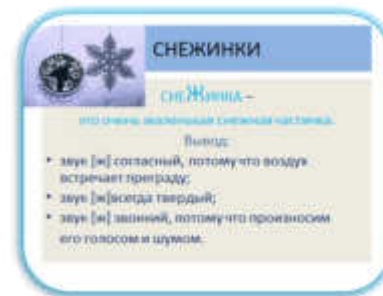 СНЕЖИНКИ
СНЕЖИНКА –
это очень маленькая снежная частичка.
Вывод:
• звук [ж] согласный, потому что воздух
встречает преграду;
• звук [ж]всегда твердый;
• звук [ж] звонкий, потому что произносим
его голосом и шумом.